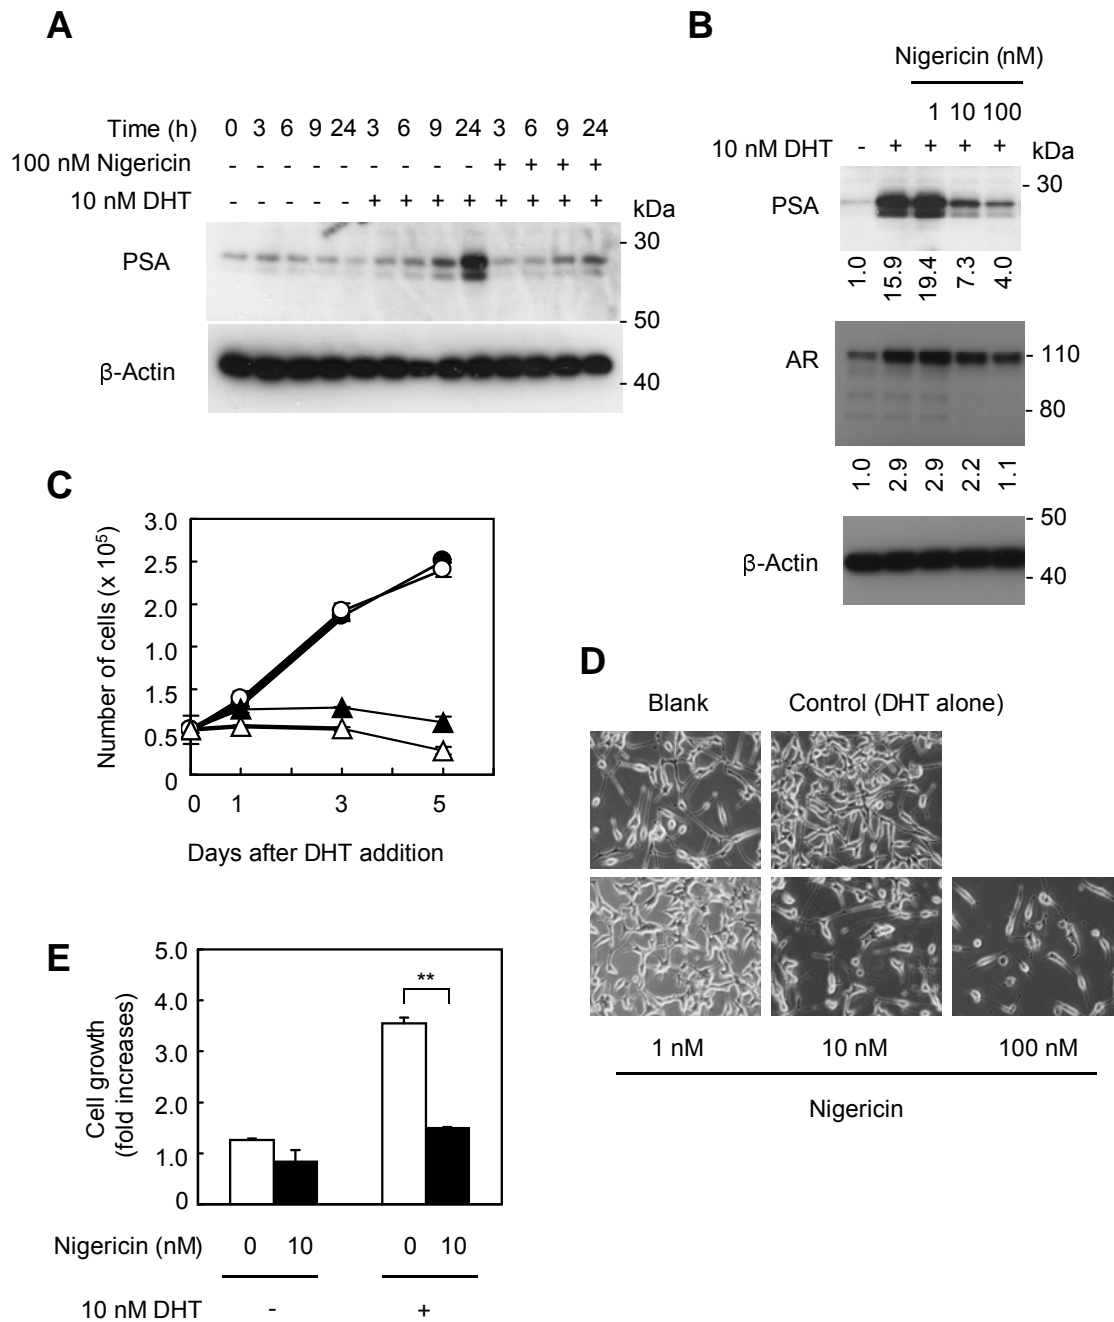 A
Time (h) 0 3 6 9 24 3 6 9 24 3 6 9 24
100 nM Nigericin - - - - - - - - - + + + +
10 nM DHT - - - - - + + + + + + + +
kDa
PSA
- 30
- 50
β-Actin
- 40
B
Nigericin (nM)
1 10 100
10 nM DHT - + + + +
kDa
- 30
PSA
1.0 15.9 19.4 7.3 4.0
AR
- 110
- 80
1.0 2.9 2.9 2.2 1.1
- 50
β-Actin
- 40
C
Number of cells (x 10⁵)
3.0
2.5
2.0
1.0
1.5
0.5
0
0 1 3 5
Days after DHT addition
D
Blank Control (DHT alone)
1 nM 10 nM 100 nM
Nigericin
E
Cell growth
(fold increases)
5.0
4.0
3.0
2.0
1.0
0
**
Nigericin (nM) 0 10 0 10
10 nM DHT - +